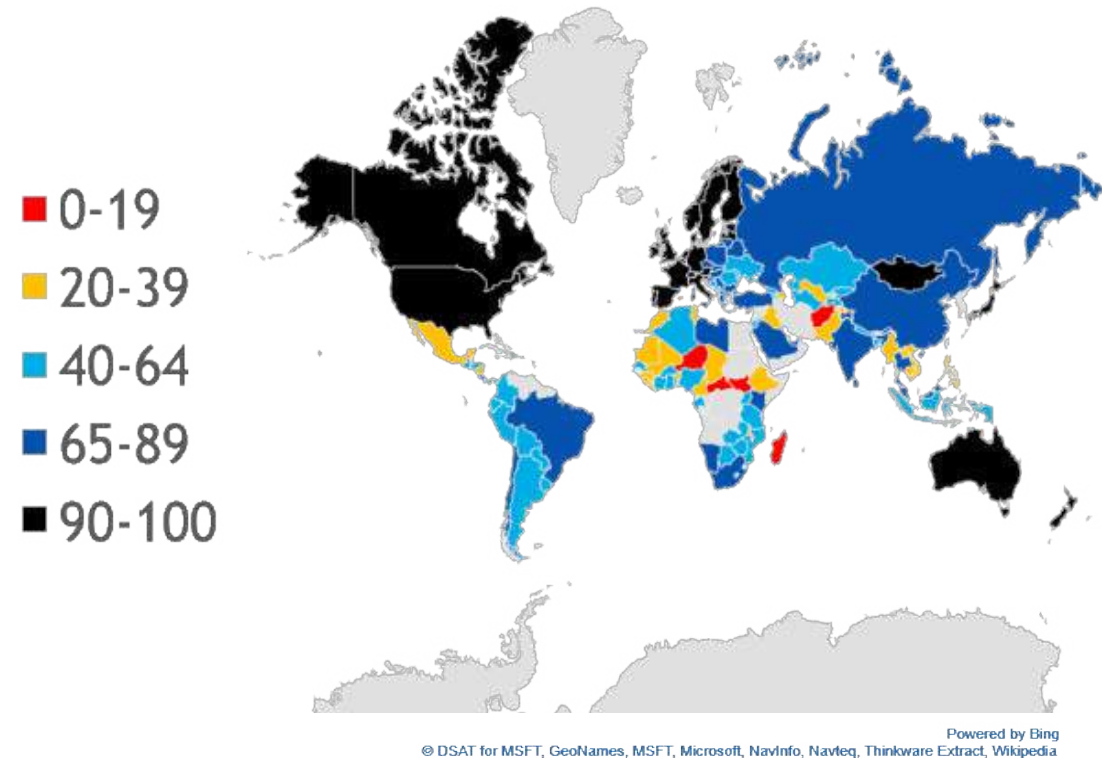 0-19
20-39
40-64
65-89
90-100
Powered by Bing
© DSAT for MSFT, GeoNames, MSFT, Microsoft, NavInfo, Navteq, Thinkware Extract, Wikipedia